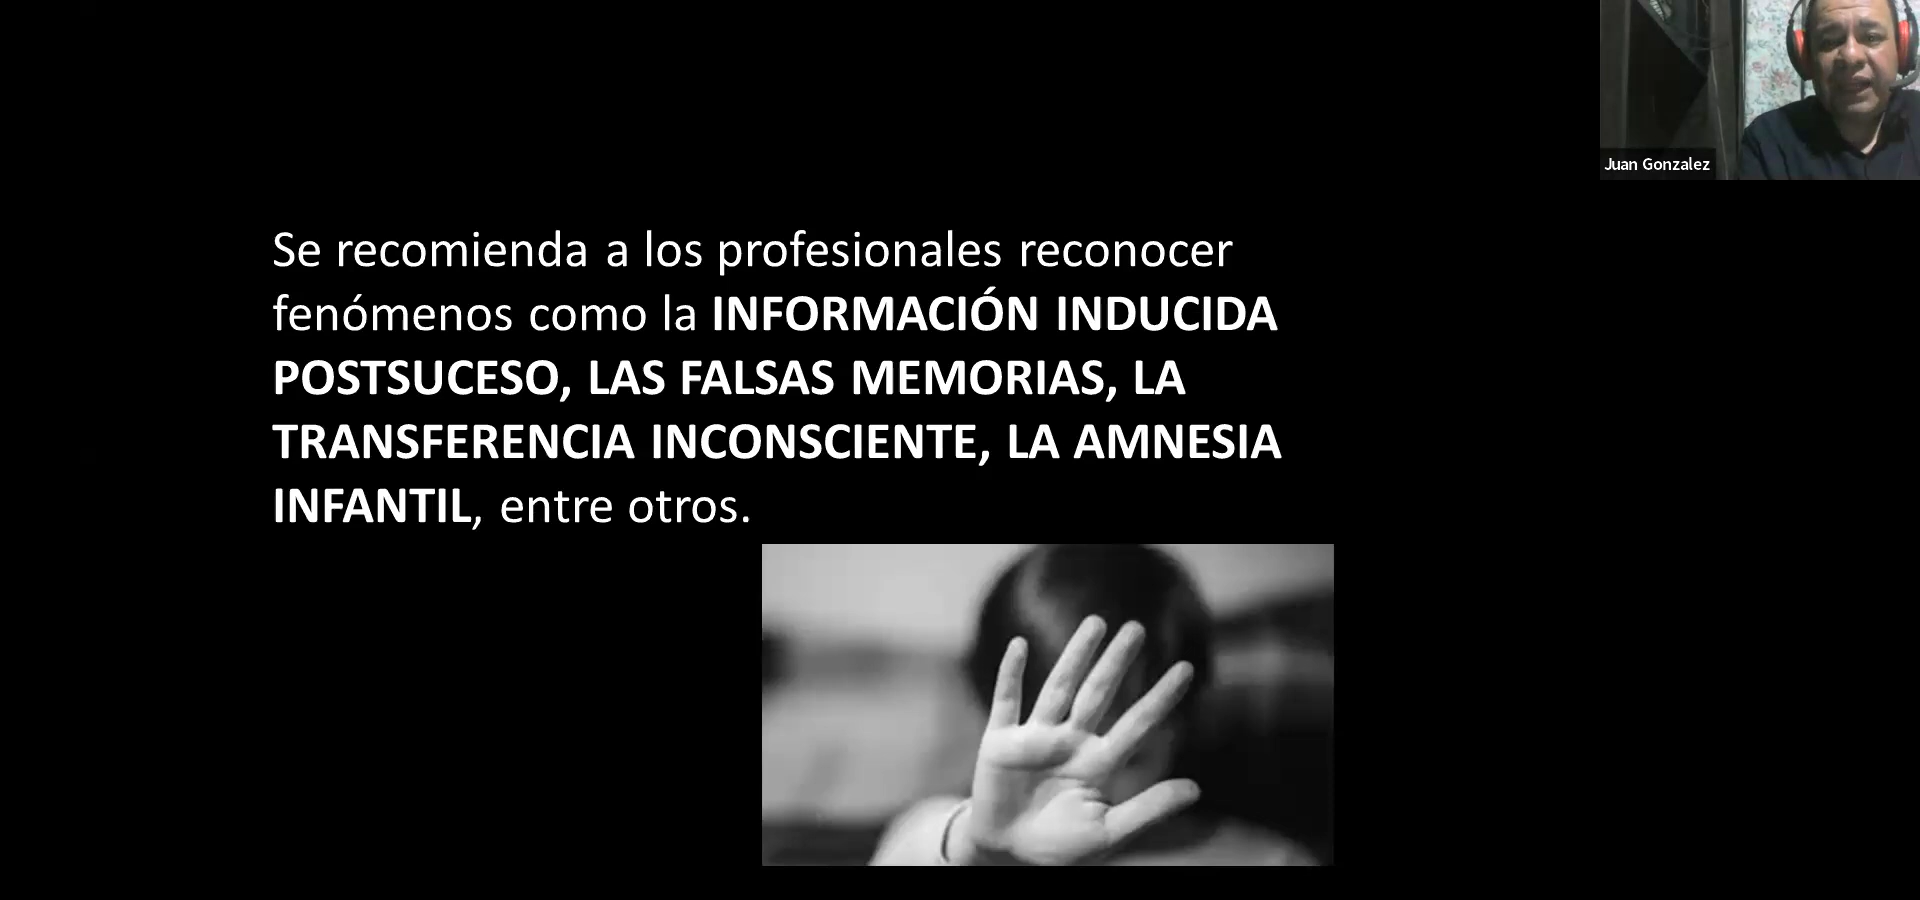 Juan Gonzalez
Se recomienda a los profesionales reconocer
fenómenos como la INFORMACIÓN INDUCIDA
POSTSUCESO, LAS FALSAS MEMORIAS, LA
TRANSFERENCIA INCONSCIENTE, LA AMNESIA
INFANTIL, entre otros.